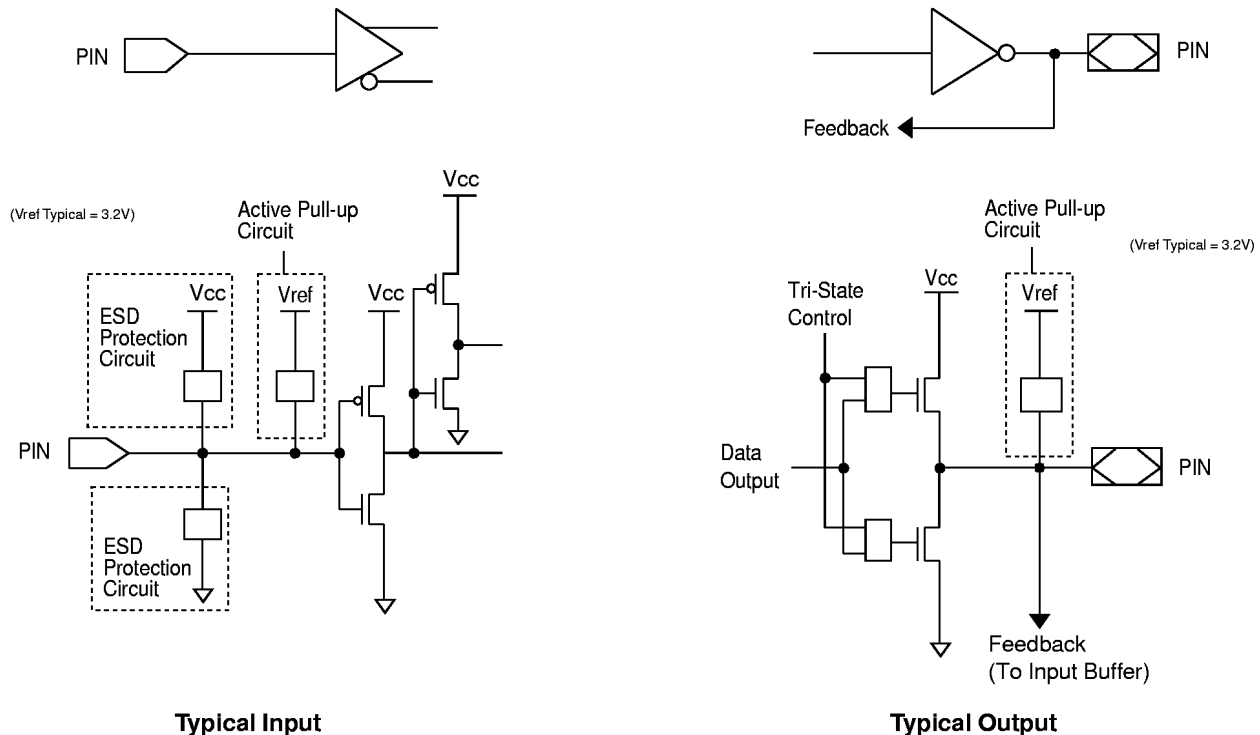 PIN
PIN
Feedback
(Vref Typical = 3.2V)
Active Pull-up
Circuit
Vcc
ESD
Protection
Circuit
Vcc
Vref
Vcc
PIN
ESD
Protection
Circuit
Typical Input
Active Pull-up
Circuit
(Vref Typical = 3.2V)
Tri-State
Control
Vcc
Vref
Data
Output
PIN
Feedback
(To Input Buffer)
Typical Output